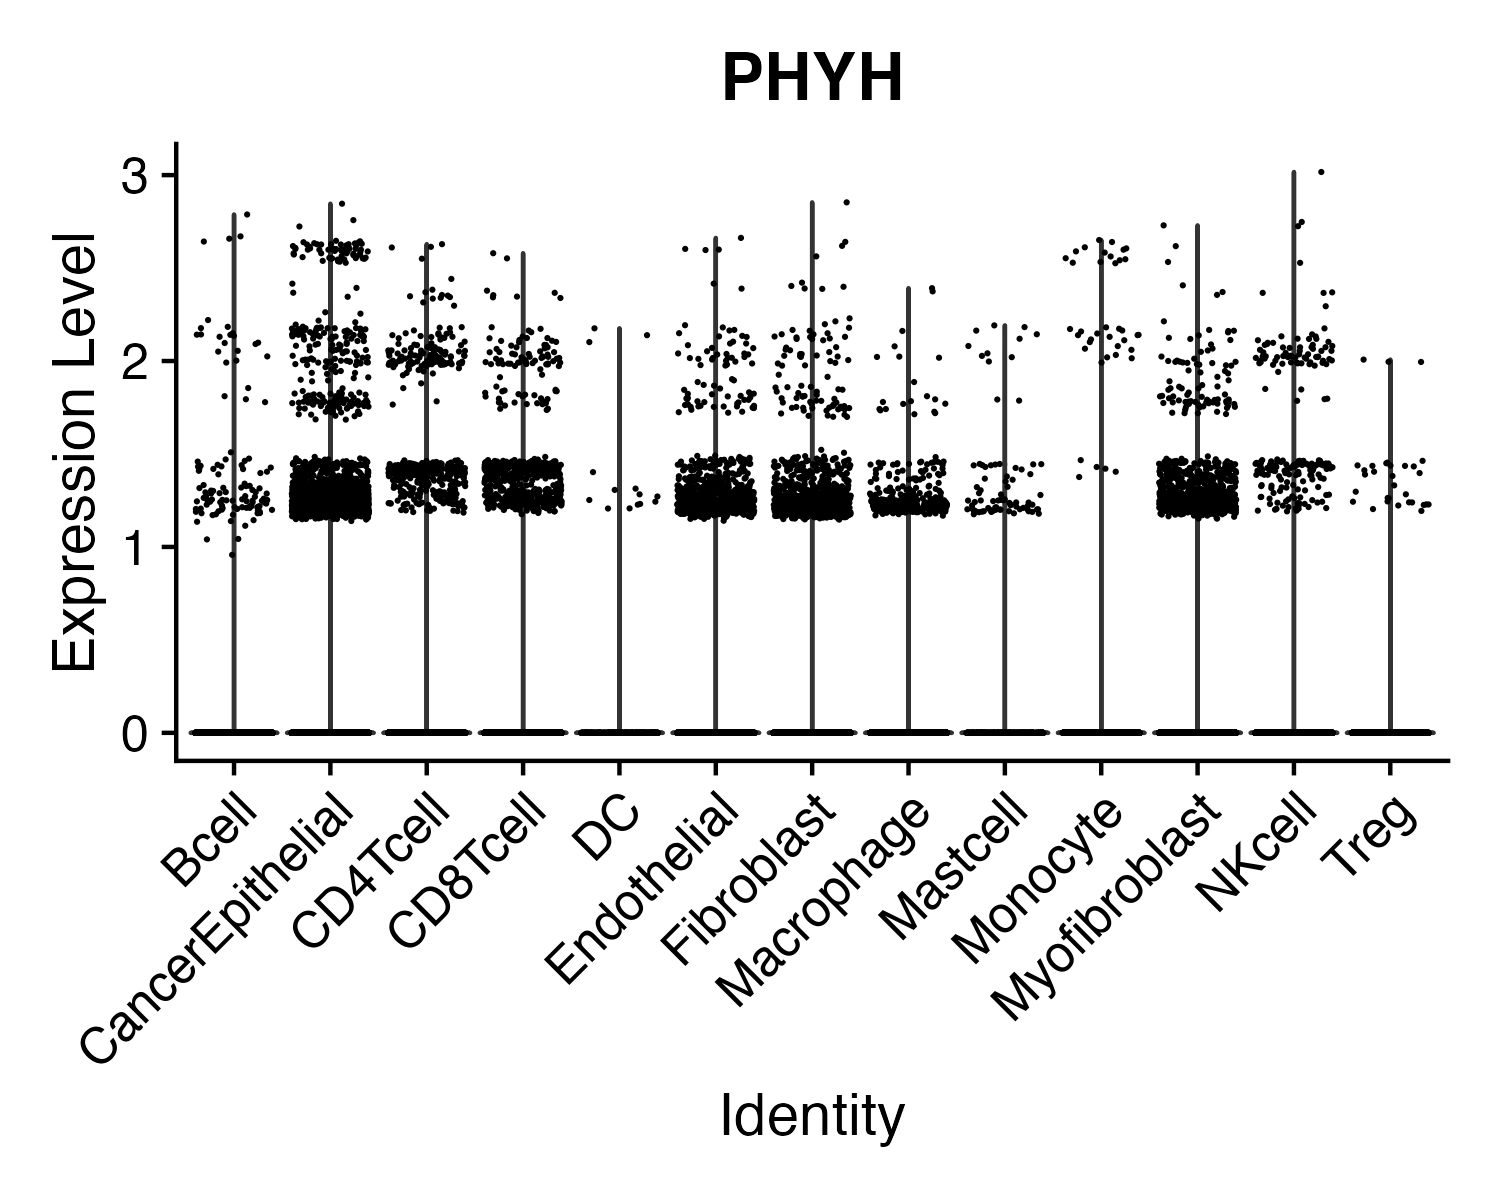 PHYH
Expression Level
3
2
1
0
Bcell
CancerEpithelial
CD4Tcell
CD8Tcell
DC
Endothelial
Fibroblast
Macrophage
Mastcell
Monocyte
Myofibroblast
NKcell
Treg
Identity